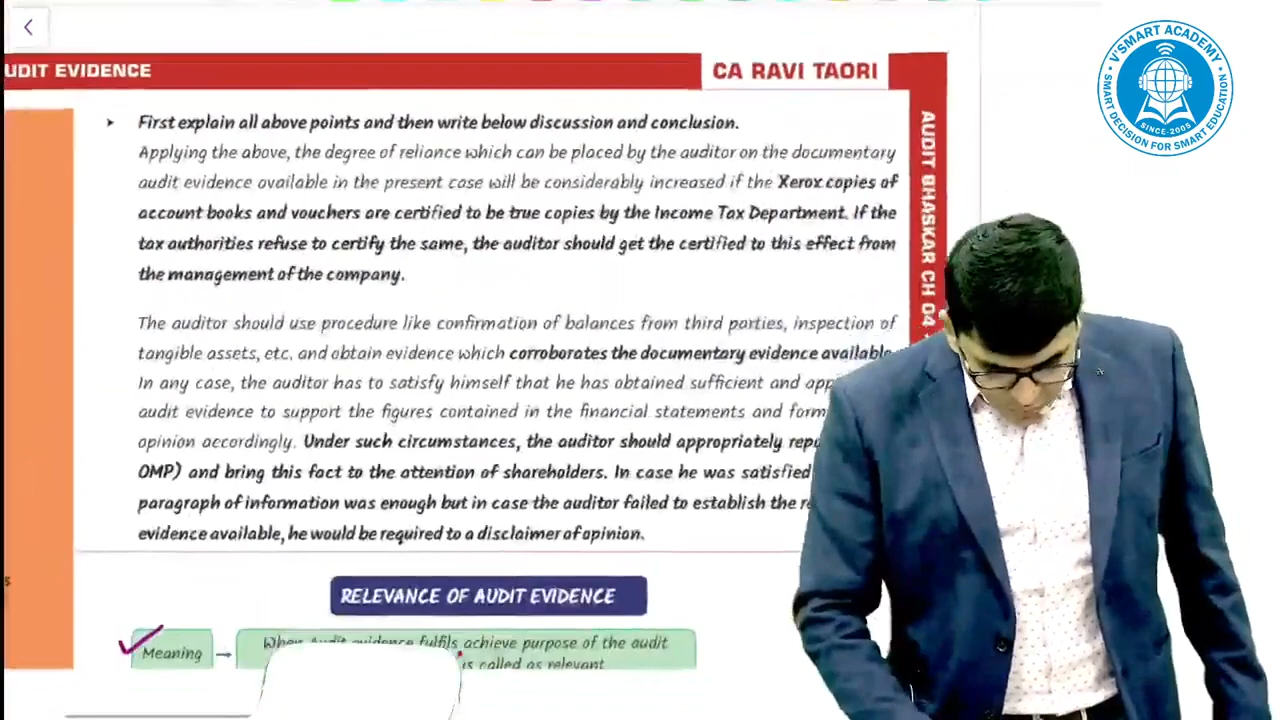 UDIT EVIDENCE
CA RAVI TAORI
V'SMART ACADEMY
SMART DECISION FOR SMART EDUCATION
SINCE-2005
AUDIT BHASKAR CH 04
➤ First explain all above points and then write below discussion and conclusion.
Applying the above, the degree of reliance which can be placed by the auditor on the documentary
audit evidence available in the present case will be considerably increased if the Xerox copies of
account books and vouchers are certified to be true copies by the Income Tax Department. If the
tax authorities refuse to certify the same, the auditor should get the certified to this effect from
the management of the company.
The auditor should use procedure like confirmation of balances from third parties, inspection of
tangible assets, etc. and obtain evidence which corroborates the documentary evidence available.
In any case, the auditor has to satisfy himself that he has obtained sufficient and app
audit evidence to support the figures contained in the financial statements and form
opinion accordingly. Under such circumstances, the auditor should appropriately
OMP) and bring this fact to the attention of shareholders. In case he was satisfied
paragraph of information was enough but in case the auditor failed to establish the
evidence available, he would be required to a disclaimer of opinion.
RELEVANCE OF AUDIT EVIDENCE
Meaning
When Audit evidence fulfils achieve purpose of the audit
is called as relevant